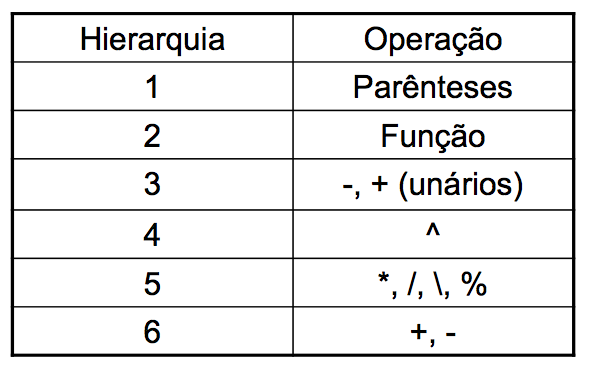 Hierarquia Operação
1 Parênteses
2 Função
3 -, + (unários)
4 ^
5 *, /, \, %
6 +, -